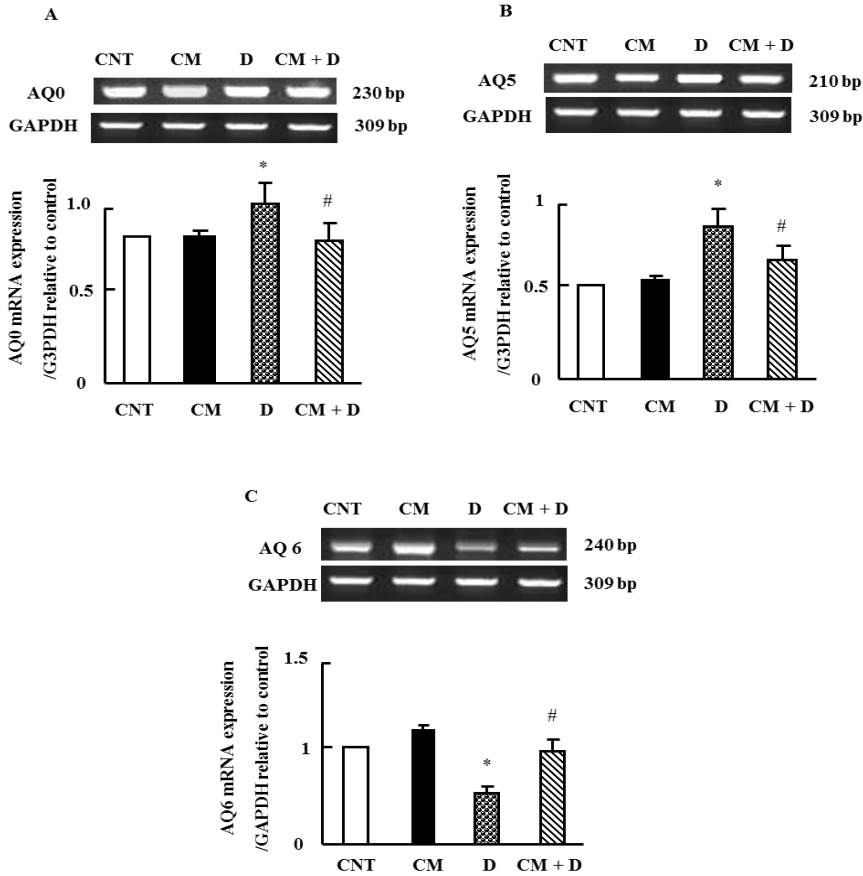 A
CNT CM D CM + D
AQ0 230 bp
GAPDH 309 bp
AQ0 mRNA expression
/G3PDH relative to control
1.0
0.5
0
*
#
CNT CM D CM + D
B
CNT CM D CM + D
AQ5 210 bp
GAPDH 309 bp
AQ5 mRNA expression
/G3PDH relative to control
1
0.5
0
*
#
CNT CM D CM + D
C
CNT CM D CM + D
AQ 6 240 bp
GAPDH 309 bp
AQ6 mRNA expression
/GAPDH relative to control
1.5
1
0
*
#
CNT CM D CM + D